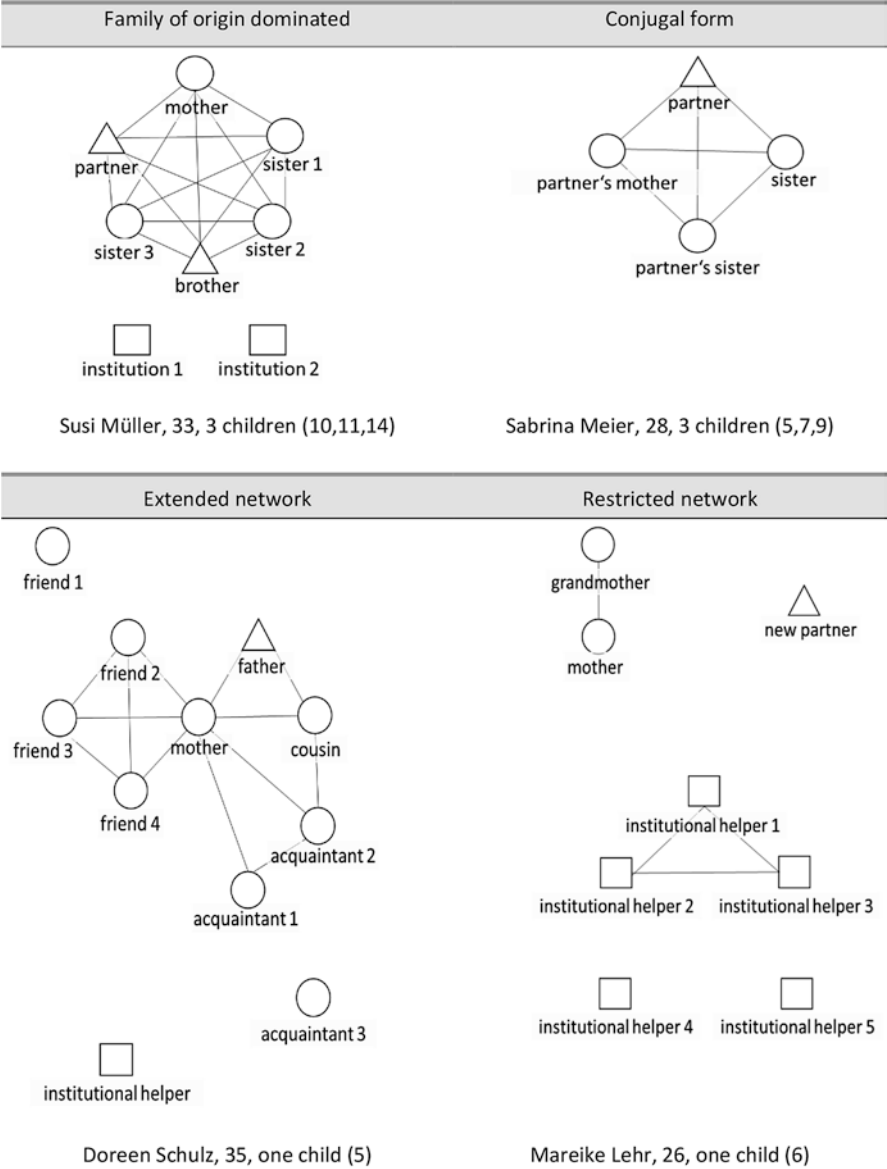 Family of origin dominated
Conjugal form
mother
partner
sister 1
sister 3
sister 2
brother
institution 1
institution 2
Susi Müller, 33, 3 children (10,11,14)
partner
partner‘s mother
sister
partner‘s sister
Sabrina Meier, 28, 3 children (5,7,9)
Extended network
Restricted network
friend 1
friend 2
father
friend 3
mother
cousin
friend 4
acquaintant 2
acquaintant 1
acquaintant 3
institutional helper
Doreen Schulz, 35, one child (5)
grandmother
new partner
mother
institutional helper 1
institutional helper 2
institutional helper 3
institutional helper 4
institutional helper 5
Mareike Lehr, 26, one child (6)